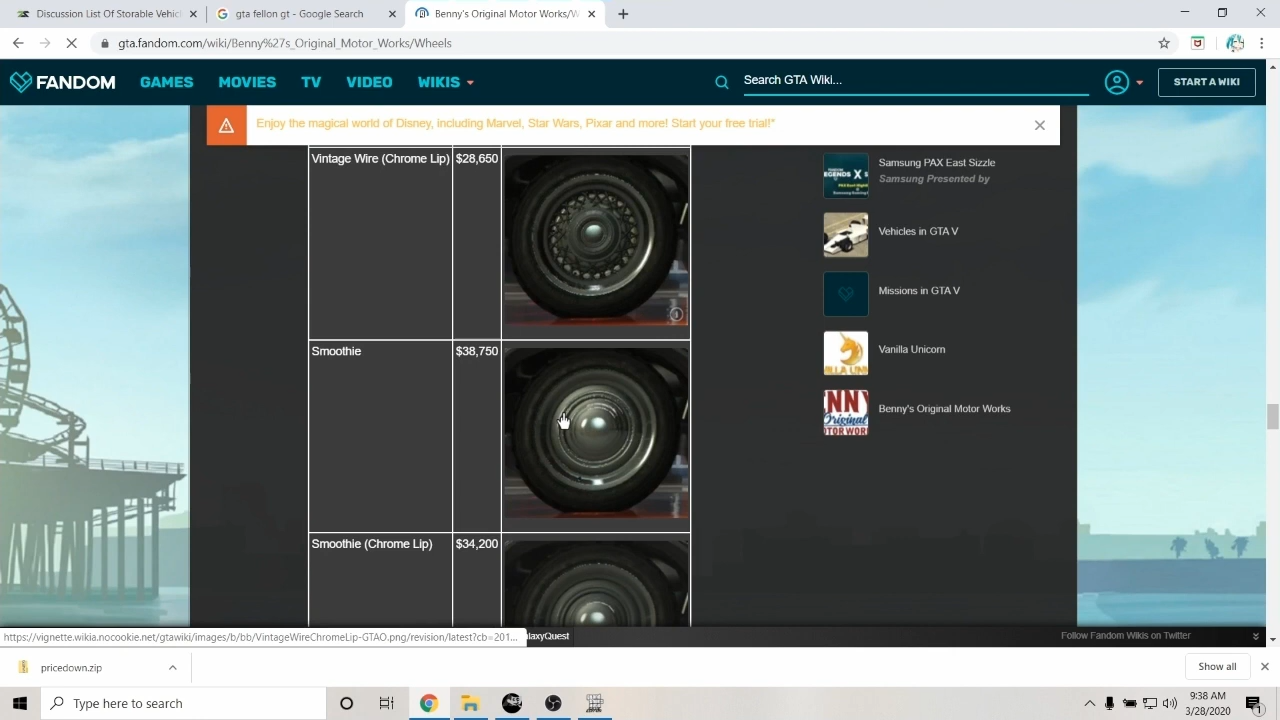 Discuss Everything About Storable Vehicl
gta fellon gt - Google Search
Benny's Original Motor Works/W
gta.fandom.com/wiki/Benny%27s_Original_Motor_Works/Wheels
FANDOM GAMES MOVIES TV VIDEO WIKIS
Search GTA Wiki...
START A WIKI
Enjoy the magical world of Disney, including Marvel, Star Wars, Pixar and more! Start your free trial!*
Vintage Wire (Chrome Lip) $28,650
Smoothie $38,750
Smoothie (Chrome Lip) $34,200
Samsung PAX East Sizzle
Samsung Presented by
Vehicles in GTA V
Missions in GTA V
Vanilla Unicorn
Benny's Original Motor Works
https://vignette.wikia.nocookie.net/gtawiki/images/b/bb/VintageWireChromeLip-GTAO.png/revision/latest?cb=201...
laxyQuest
Follow Fandom Wikis on Twitter
pricedown.zip
Show all
Type here to search
9:38 AM
3/28/2020